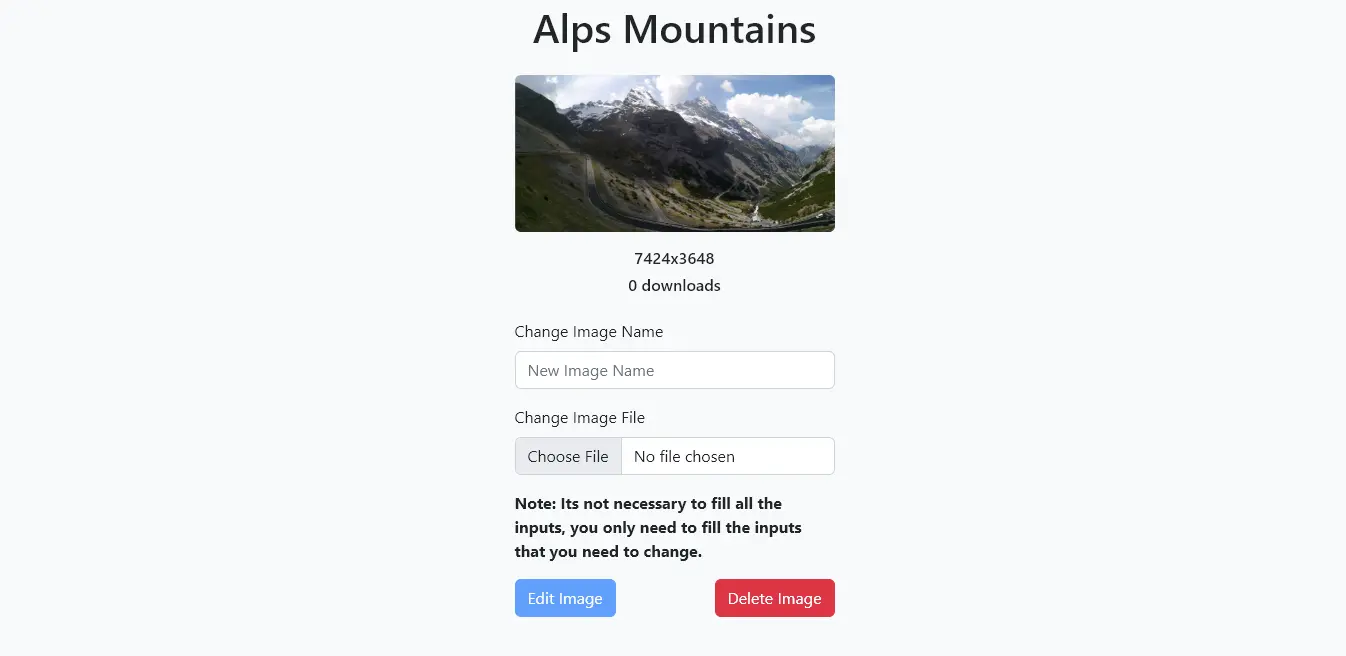 Alps Mountains
7424x3648
0 downloads
Change Image Name
New Image Name
Change Image File
Choose File No file chosen
Note: Its not necessary to fill all the
inputs, you only need to fill the inputs
that you need to change.
Edit Image Delete Image